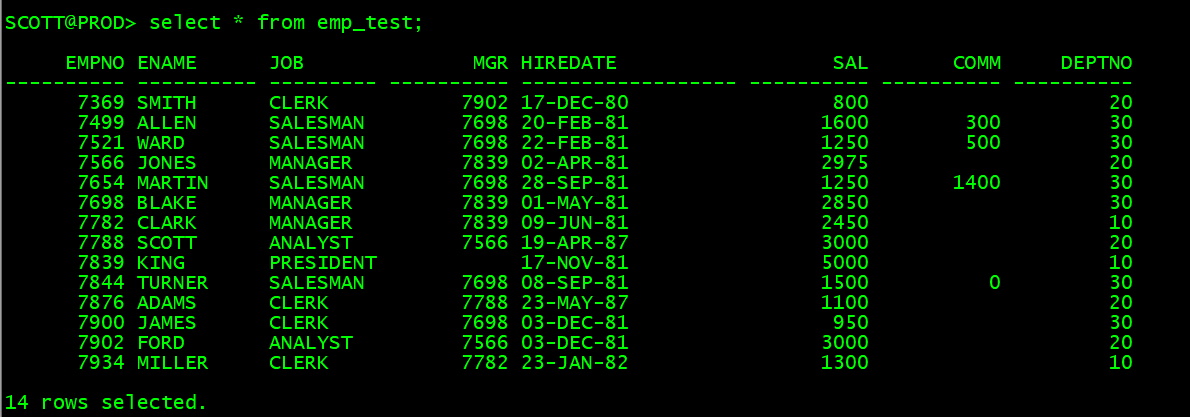 SCOTT@PROD> select * from emp_test;
     EMPNO ENAME      JOB              MGR HIREDATE                  SAL       COMM     DEPTNO
---------- ---------- --------- ---------- ------------------ ---------- ---------- ----------
      7369 SMITH      CLERK           7902 17-DEC-80                 800                    20
      7499 ALLEN      SALESMAN        7698 20-FEB-81                1600        300         30
      7521 WARD       SALESMAN        7698 22-FEB-81                1250        500         30
      7566 JONES      MANAGER         7839 02-APR-81                2975                    20
      7654 MARTIN     SALESMAN        7698 28-SEP-81                1250       1400         30
      7698 BLAKE      MANAGER         7839 01-MAY-81                2850                    30
      7782 CLARK      MANAGER         7839 09-JUN-81                2450                    10
      7788 SCOTT      ANALYST         7566 19-APR-87                3000                    20
      7839 KING       PRESIDENT            17-NOV-81                5000                    10
      7844 TURNER     SALESMAN        7698 08-SEP-81                1500          0         30
      7876 ADAMS      CLERK           7788 23-MAY-87                1100                    20
      7900 JAMES      CLERK           7698 03-DEC-81                 950                    30
      7902 FORD       ANALYST         7566 03-DEC-81                3000                    20
      7934 MILLER     CLERK           7782 23-JAN-82                1300                    10
14 rows selected.